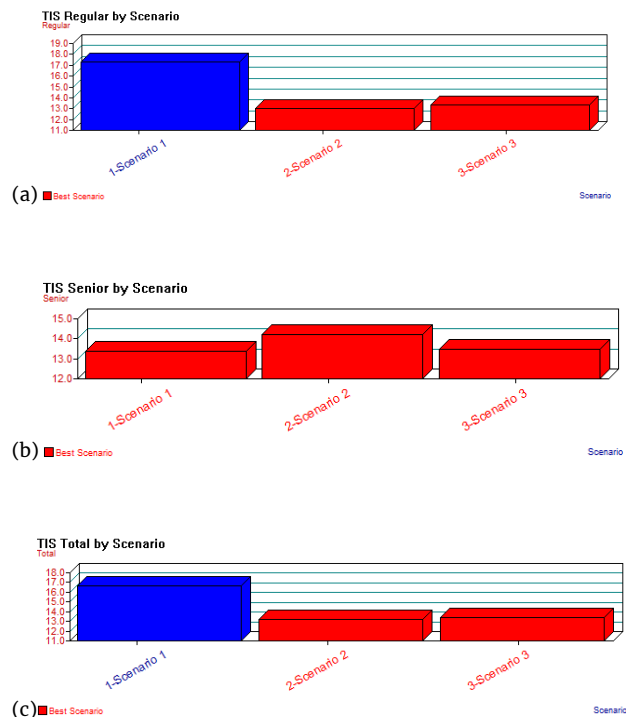 TIS Regular by Scenario
Regular
19.0
18.0
17.0
16.0
15.0
14.0
13.0
12.0
11.0
1-Scenario 1
2-Scenario 2
3-Scenario 3
(a) Best Scenario
Scenario
TIS Senior by Scenario
Senior
15.0
14.0
13.0
12.0
1-Scenario 1
2-Scenario 2
3-Scenario 3
(b) Best Scenario
Scenario
TIS Total by Scenario
Total
18.0
17.0
16.0
15.0
14.0
13.0
12.0
11.0
1-Scenario 1
2-Scenario 2
3-Scenario 3
(c) Best Scenario
Scenario